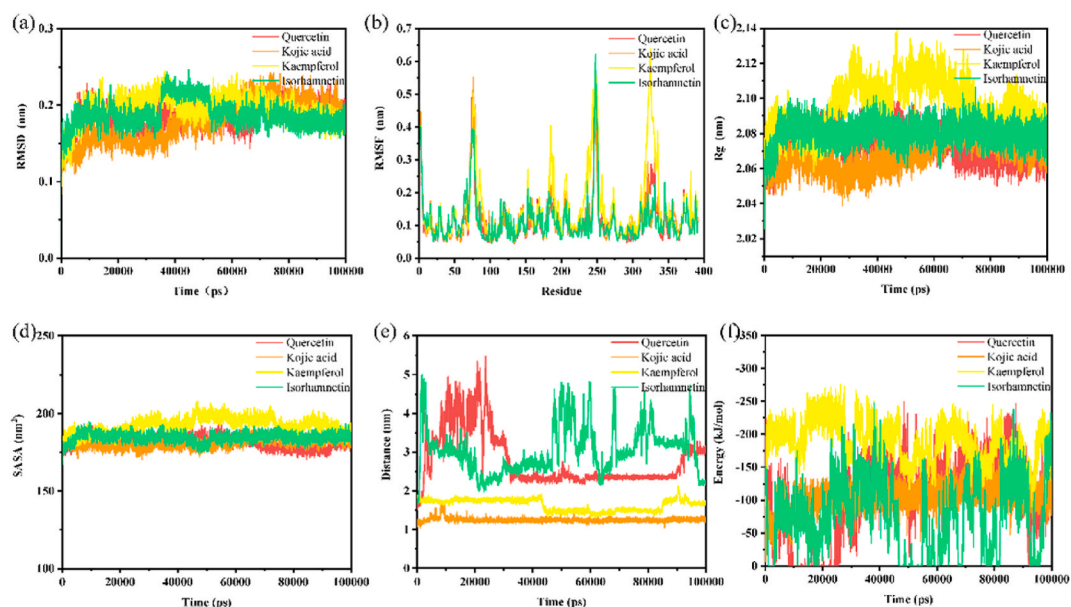 (a)
0.3
0.2
0.1
0.0
RMSD (nm)
0
20000
40000
60000
80000
100000
Time (ps)
Quercetin
Kojic acid
Kaempferol
Isorhamnetin
(b)
0.7
0.6
0.5
0.4
0.3
0.2
0.1
0.0
RMSF (nm)
0
50
100
150
200
250
300
350
400
Residue
Quercetin
Kojic acid
Kaempferol
Isorhamnetin
(c)
2.14
2.12
2.10
2.08
2.06
2.04
2.02
Rg (nm)
0
20000
40000
60000
80000
100000
Time (ps)
Quercetin
Kojic acid
Kaempferol
Isorhamnetin
(d)
250
200
150
100
SASA (nm²)
0
20000
40000
60000
80000
100000
Time (ps)
Quercetin
Kojic acid
Kaempferol
Isorhamnetin
(e)
6
5
4
3
2
1
0
Distance (nm)
0
20000
40000
60000
80000
100000
Time (ps)
Quercetin
Kojic acid
Kaempferol
Isorhamnetin
(f)
-350
-300
-250
-200
-150
-100
-50
0
Energy (kJ/mol)
0
20000
40000
60000
80000
100000
Time (ps)
Quercetin
Kojic acid
Kaempferol
Isorhamnetin